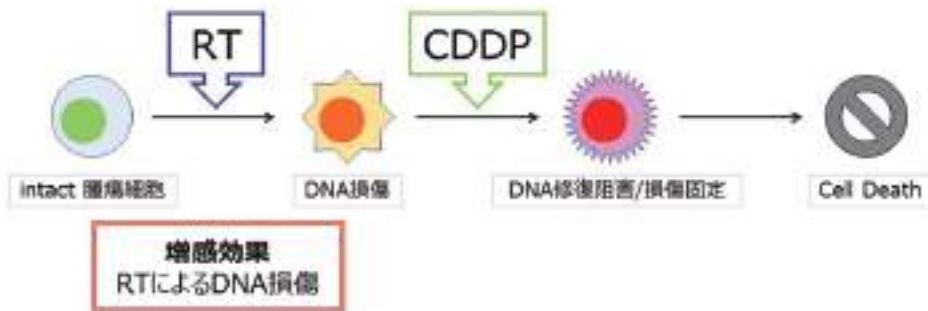 RT
CDDP
intact 腫瘍細胞
DNA損傷
DNA修復阻害/損傷固定
Cell Death
増感効果
RTによるDNA損傷